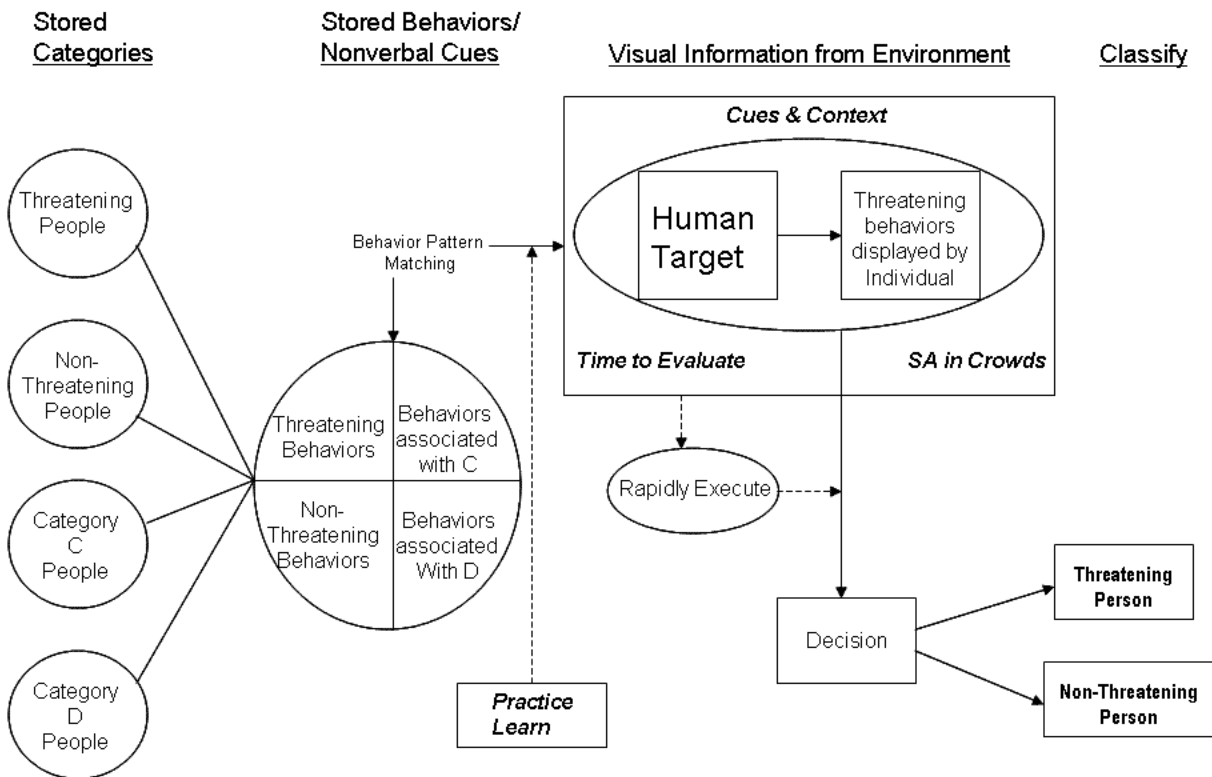 Stored
Categories
Stored Behaviors/
Nonverbal Cues
Visual Information from Environment
Classify
Threatening
People
Non-
Threatening
People
Category
C
People
Category
D
People
Behavior Pattern
Matching
Threatening
Behaviors
Behaviors
associated
with C
Non-
Threatening
Behaviors
Behaviors
associated
With D
Practice
Learn
Cues & Context
Human
Target
Threatening
behaviors
displayed by
Individual
Time to Evaluate
SA in Crowds
Rapidly Execute
Decision
Threatening
Person
Non-Threatening
Person